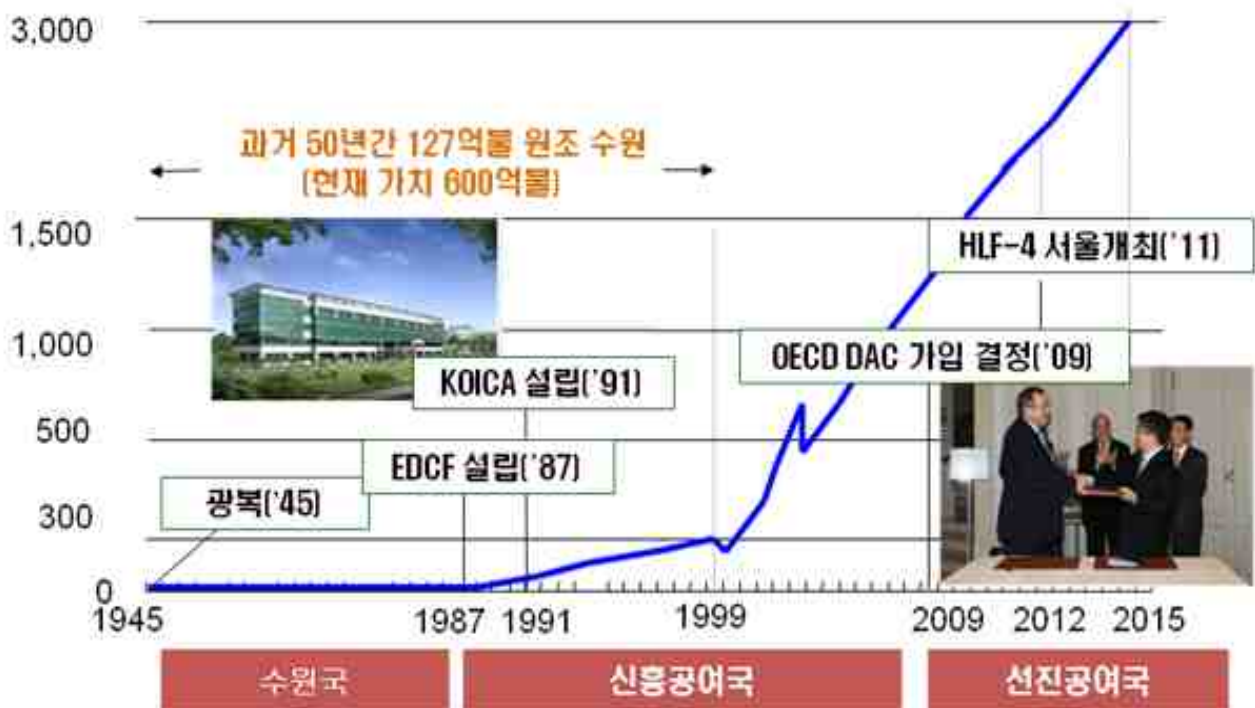 3,000
과거 50년간 127억불 원조 수원
(현재 가치 600억불)
1,500
HLF-4 서울개최('11)
1,000
OECD DAC 가입 결정('09)
KOICA 설립('91)
500
EDCF 설립('87)
광복('45)
300
0
1945 1987 1991 1999 2009 2012 2015
수원국 신흥공여국 선진공여국